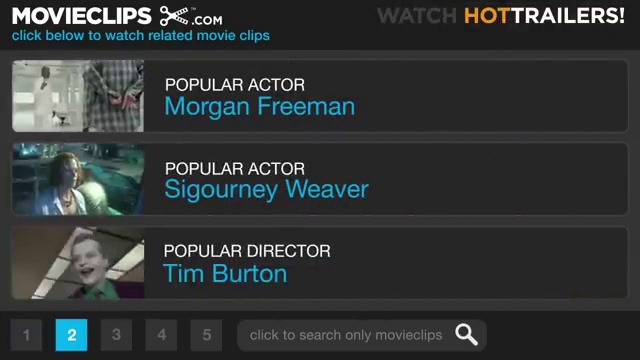 MOVIECLIPS .COM
WATCH HOTTRAILERS!
click below to watch related movie clips
POPULAR ACTOR
Morgan Freeman
POPULAR ACTOR
Sigourney Weaver
POPULAR DIRECTOR
Tim Burton
1 2 3 4 5 click to search only movieclips